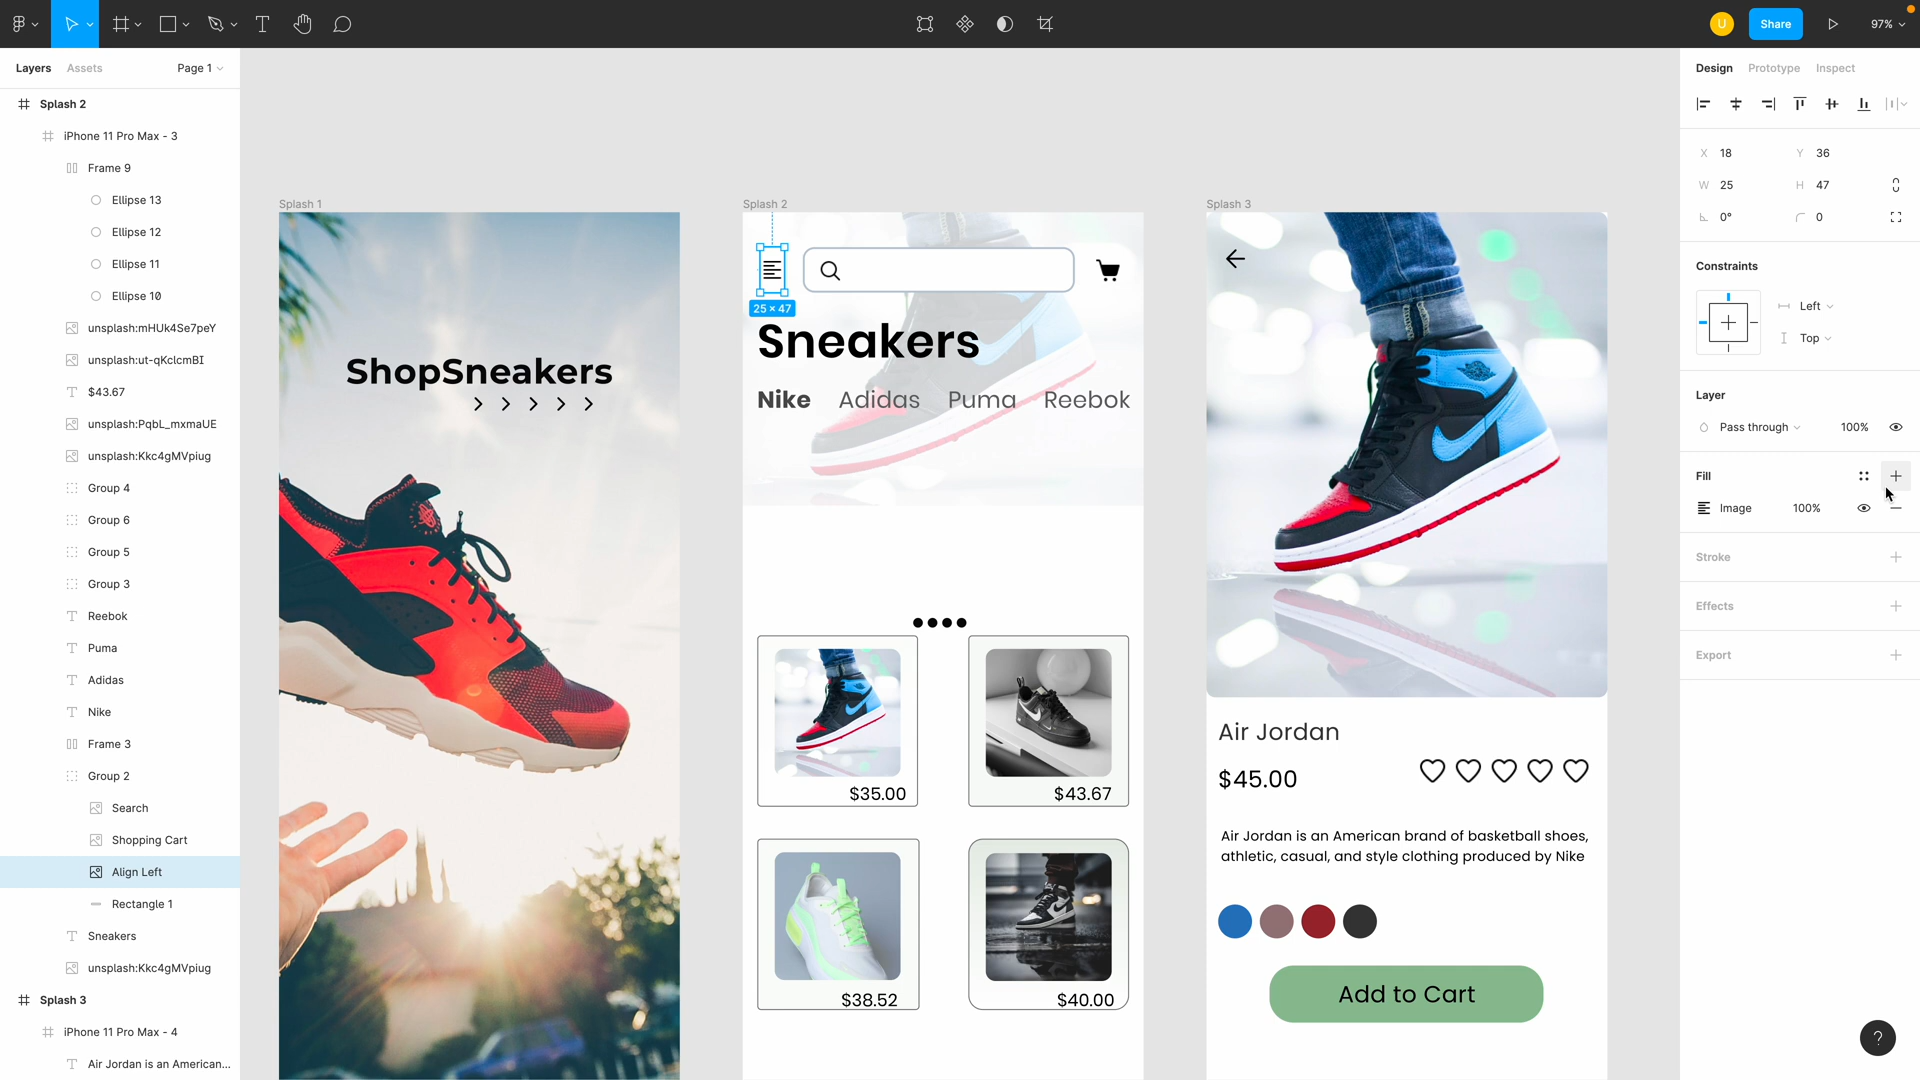 U
Share
97%
Layers
Assets
Page 1
Splash 2
iPhone 11 Pro Max - 3
Frame 9
Ellipse 13
Ellipse 12
Ellipse 11
Ellipse 10
unsplash:mHUk4Se7peY
unsplash:ut-qKclcmBI
$43.67
unsplash:PqbL_mxmaUE
unsplash:Kkc4gMVpiug
Group 4
Group 6
Group 5
Group 3
Reebok
Puma
Adidas
Nike
Frame 3
Group 2
Search
Shopping Cart
Align Left
Rectangle 1
Sneakers
unsplash:Kkc4gMVpiug
Splash 3
iPhone 11 Pro Max - 4
Air Jordan is an American...
Splash 1
ShopSneakers
Splash 2
25 × 47
Sneakers
Nike Adidas Puma Reebok
$35.00
$43.67
$38.52
$40.00
Splash 3
Air Jordan
$45.00
Air Jordan is an American brand of basketball shoes,
athletic, casual, and style clothing produced by Nike
Add to Cart
Design
Prototype
Inspect
X 18
Y 36
W 25
H 47
0°
0
Constraints
Left
Top
Layer
Pass through
100%
Fill
Image
100%
Stroke
Effects
Export
?